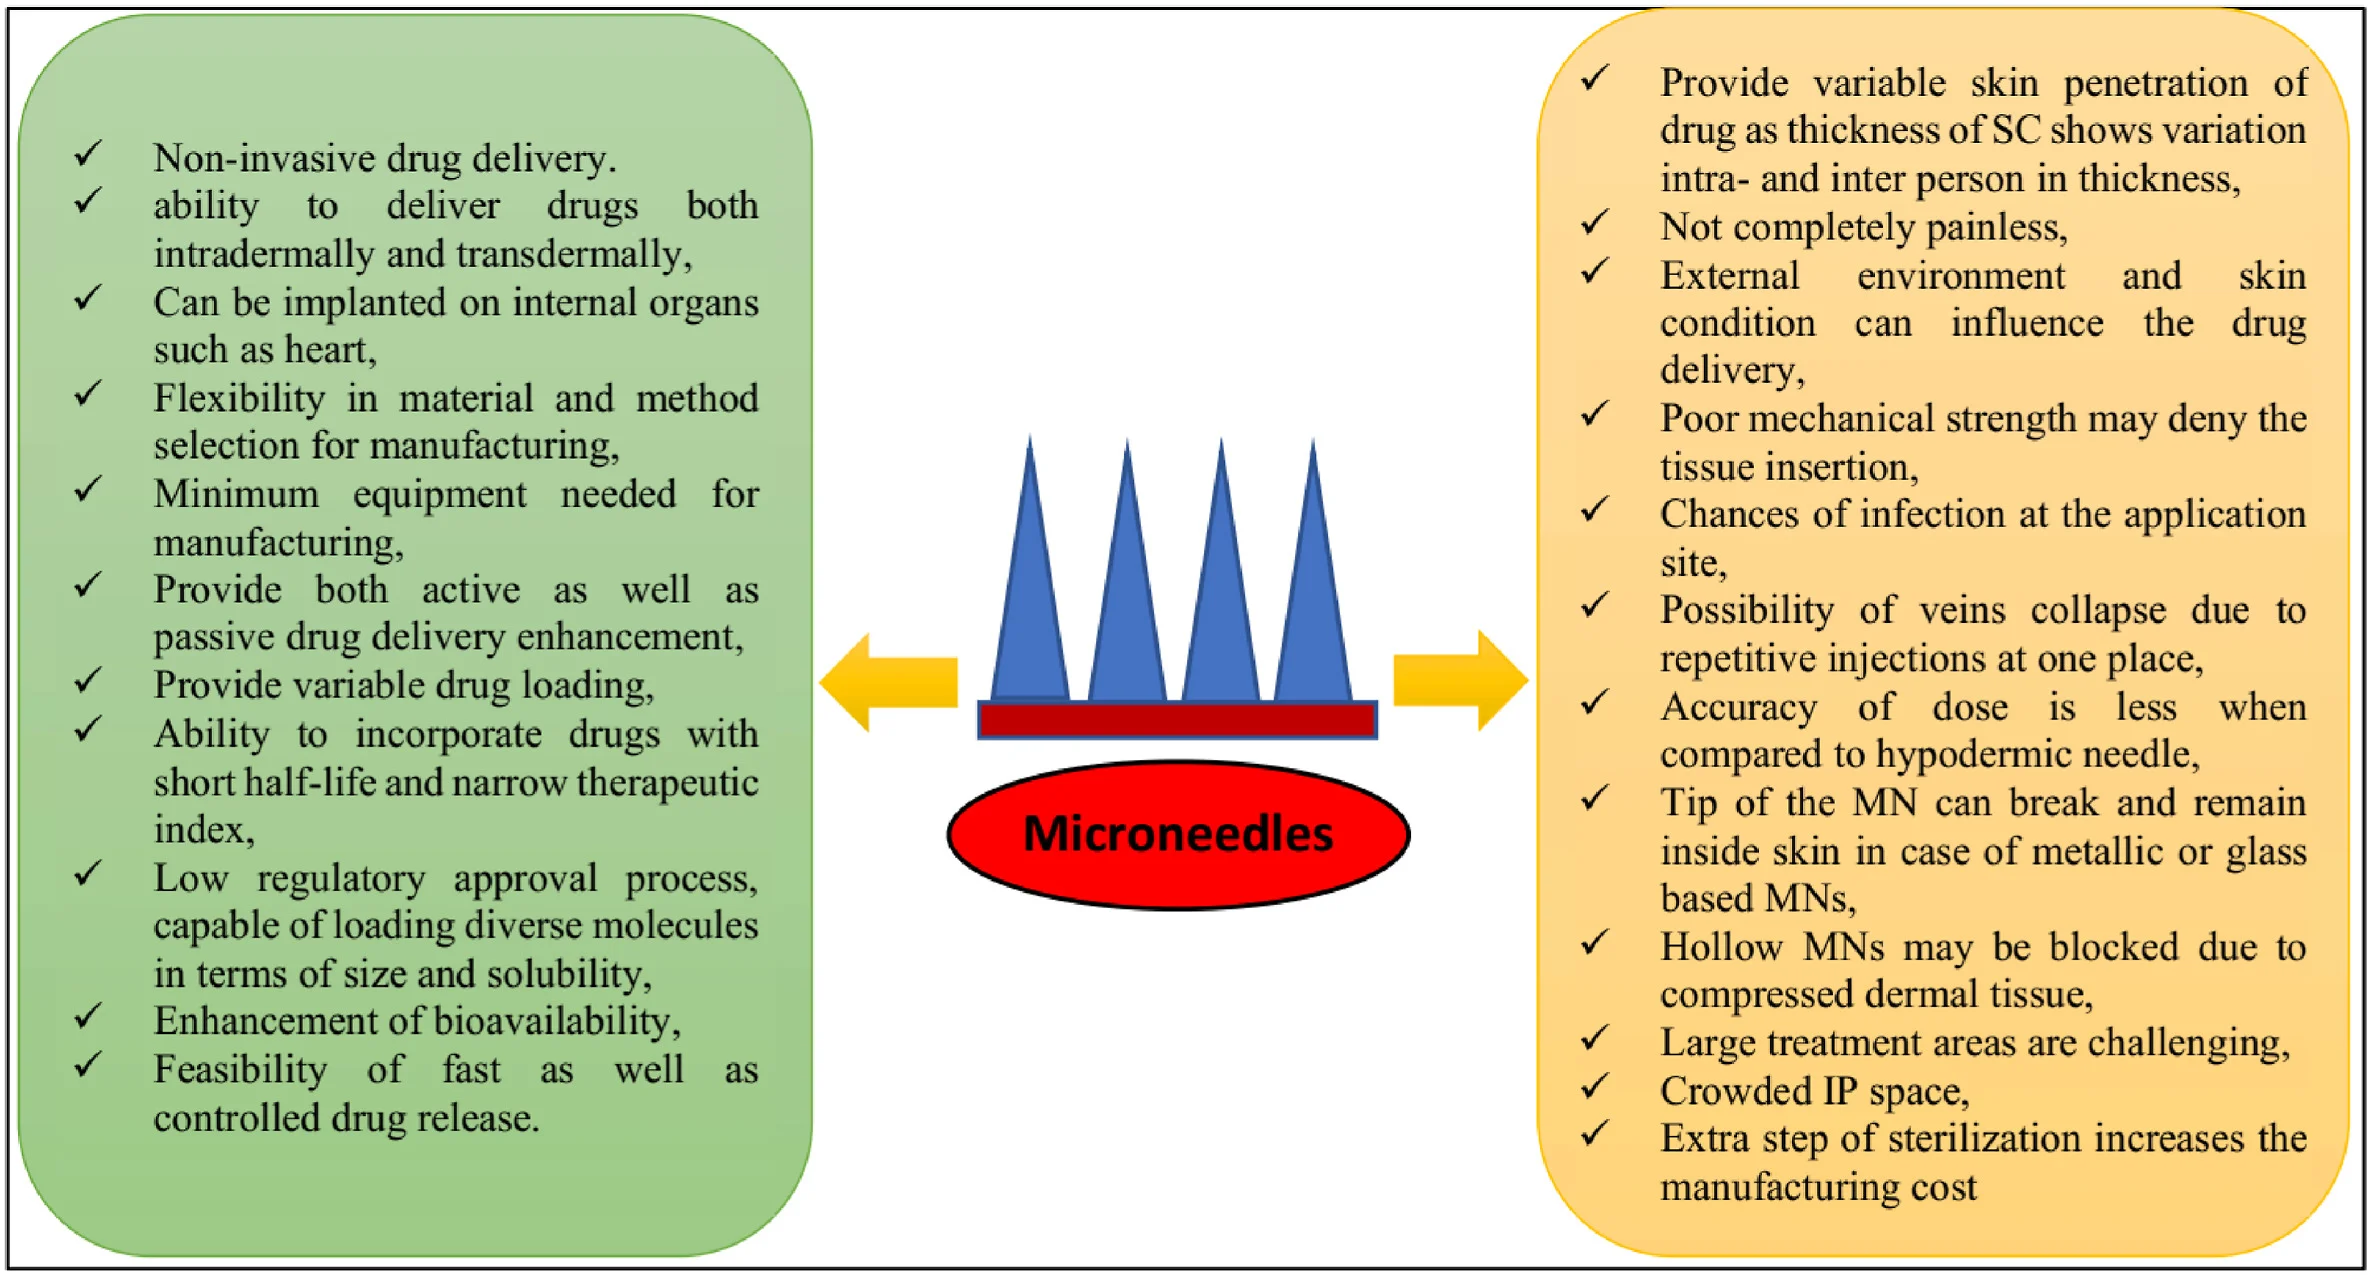 Non-invasive drug delivery.
ability to deliver drugs both
intradermally and transdermally,
Can be implanted on internal organs
such as heart,
Flexibility in material and method
selection for manufacturing,
Minimum equipment needed for
manufacturing,
Provide both active as well as
passive drug delivery enhancement,
Provide variable drug loading,
Ability to incorporate drugs with
short half-life and narrow therapeutic
index,
Low regulatory approval process,
capable of loading diverse molecules
in terms of size and solubility,
Enhancement of bioavailability,
Feasibility of fast as well as
controlled drug release.
Microneedles
Provide variable skin penetration of
drug as thickness of SC shows variation
intra- and inter person in thickness,
Not completely painless,
External environment and skin
condition can influence the drug
delivery,
Poor mechanical strength may deny the
tissue insertion,
Chances of infection at the application
site,
Possibility of veins collapse due to
repetitive injections at one place,
Accuracy of dose is less when
compared to hypodermic needle,
Tip of the MN can break and remain
inside skin in case of metallic or glass
based MNs,
Hollow MNs may be blocked due to
compressed dermal tissue,
Large treatment areas are challenging,
Crowded IP space,
Extra step of sterilization increases the
manufacturing cost